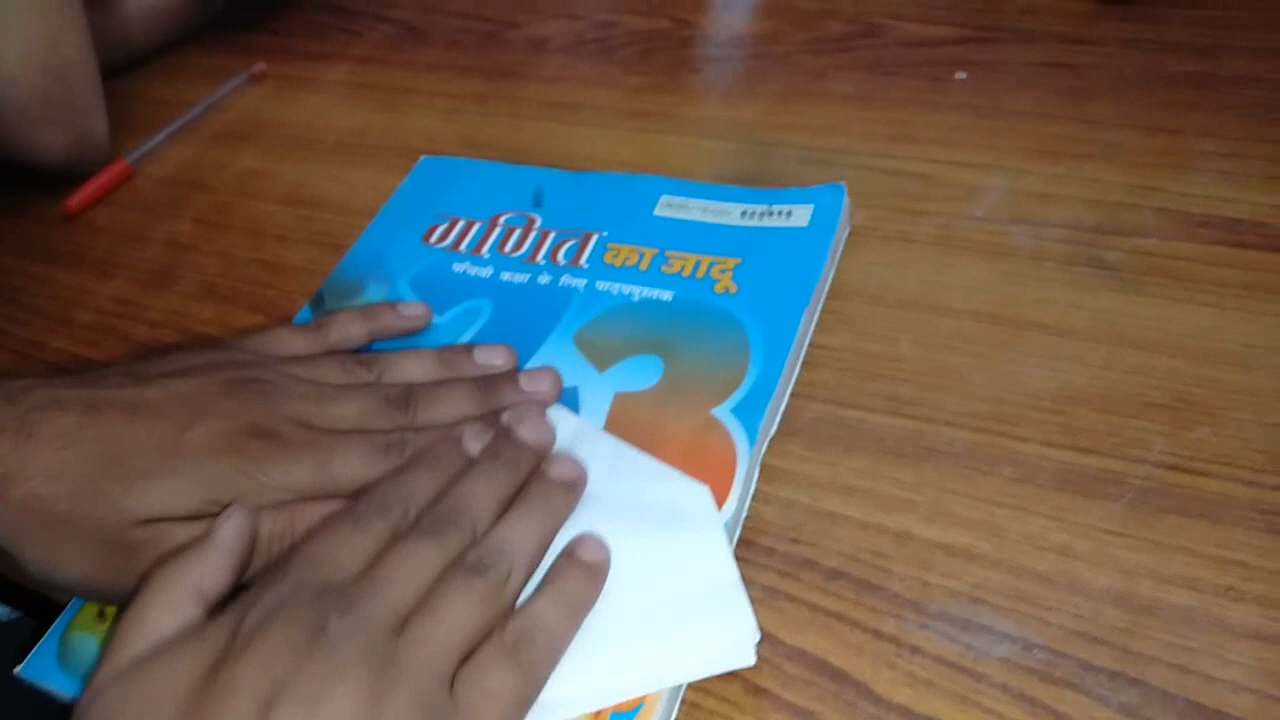 गणित का जादू
पाँचवी कक्षा के लिए पाठ्यपुस्तक